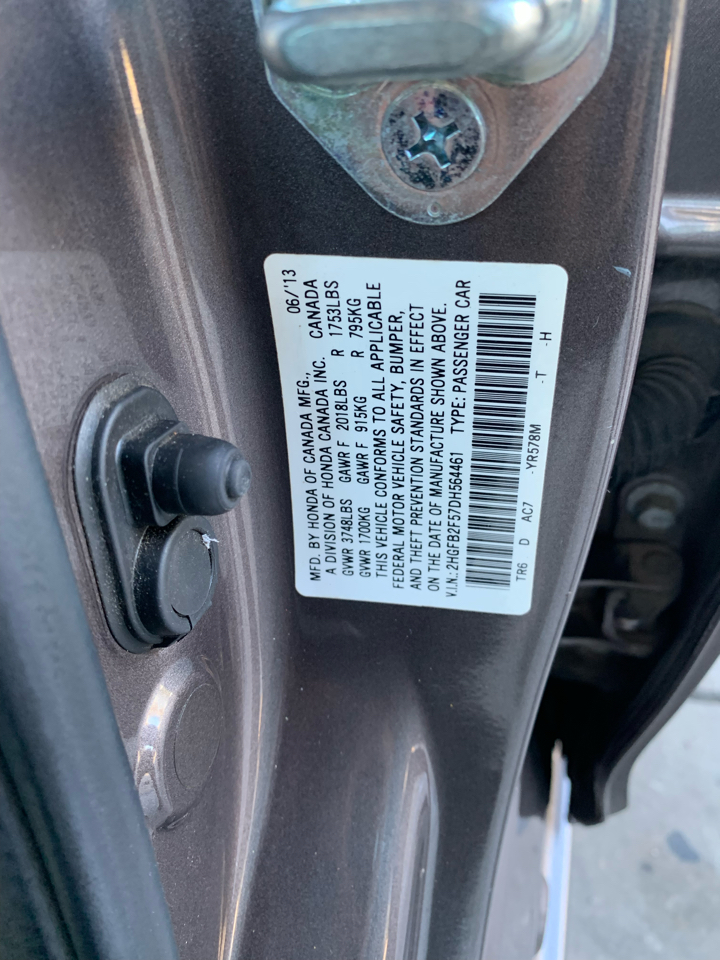 06/'13
MFD. BY HONDA OF CANADA MFG.,
A DIVISION OF HONDA CANADA INC. CANADA
GVWR 3748LBS GAWR F 2018LBS R 1753LBS
GVWR 1700KG GAWR F 915KG R 795KG
THIS VEHICLE CONFORMS TO ALL APPLICABLE
FEDERAL MOTOR VEHICLE SAFETY, BUMPER,
AND THEFT PREVENTION STANDARDS IN EFFECT
ON THE DATE OF MANUFACTURE SHOWN ABOVE.
V.I.N.: 2HGFB2F57DH564461 TYPE: PASSENGER CAR
TR6 D AC7 -YR578M -T -H